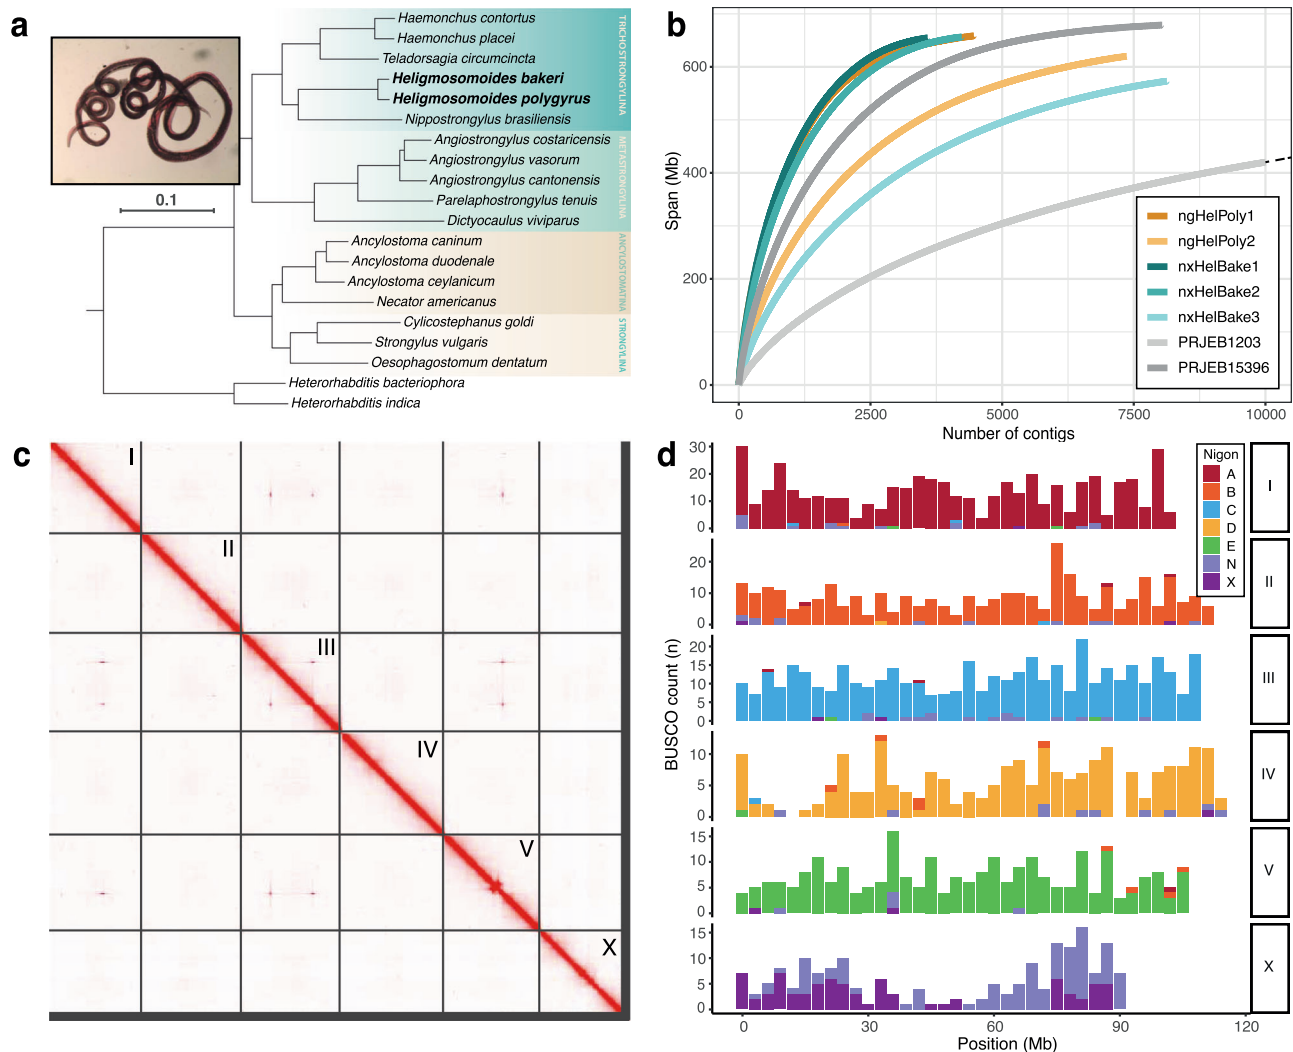 a
Haemonchus contortus
Haemonchus placei
Teladorsagia circumcincta
Heligmosomoides bakeri
Heligmosomoides polygyrus
Nippostrongylus brasiliensis
Angiostrongylus costaricensis
Angiostrongylus vasorum
Angiostrongylus cantonensis
Parelaphostrongylus tenuis
Dictyocaulus viviparus
Ancylostoma caninum
Ancylostoma duodenale
Ancylostoma ceylanicum
Necator americanus
Cylicostephanus goldi
Strongylus vulgaris
Oesophagostomum dentatum
Heterorhabditis bacteriophora
Heterorhabditis indica
TRICHOSTRONGYLINA
METASTRONGYLINA
ANCYLOSTOMATINA
STRONGYLINA
0.1
b
Span (Mb)
600
400
200
0
0 2500 5000 7500 10000
Number of contigs
ngHelPoly1
ngHelPoly2
nxHelBake1
nxHelBake2
nxHelBake3
PRJEB1203
PRJEB15396
c
I
II
III
IV
V
X
d
BUSCO count (n)
30
20
10
0
I
20
10
0
II
20
15
10
5
0
III
10
5
0
IV
15
10
5
0
V
15
10
5
0
X
Nigon
A
B
C
D
E
N
X
0 30 60 90 120
Position (Mb)